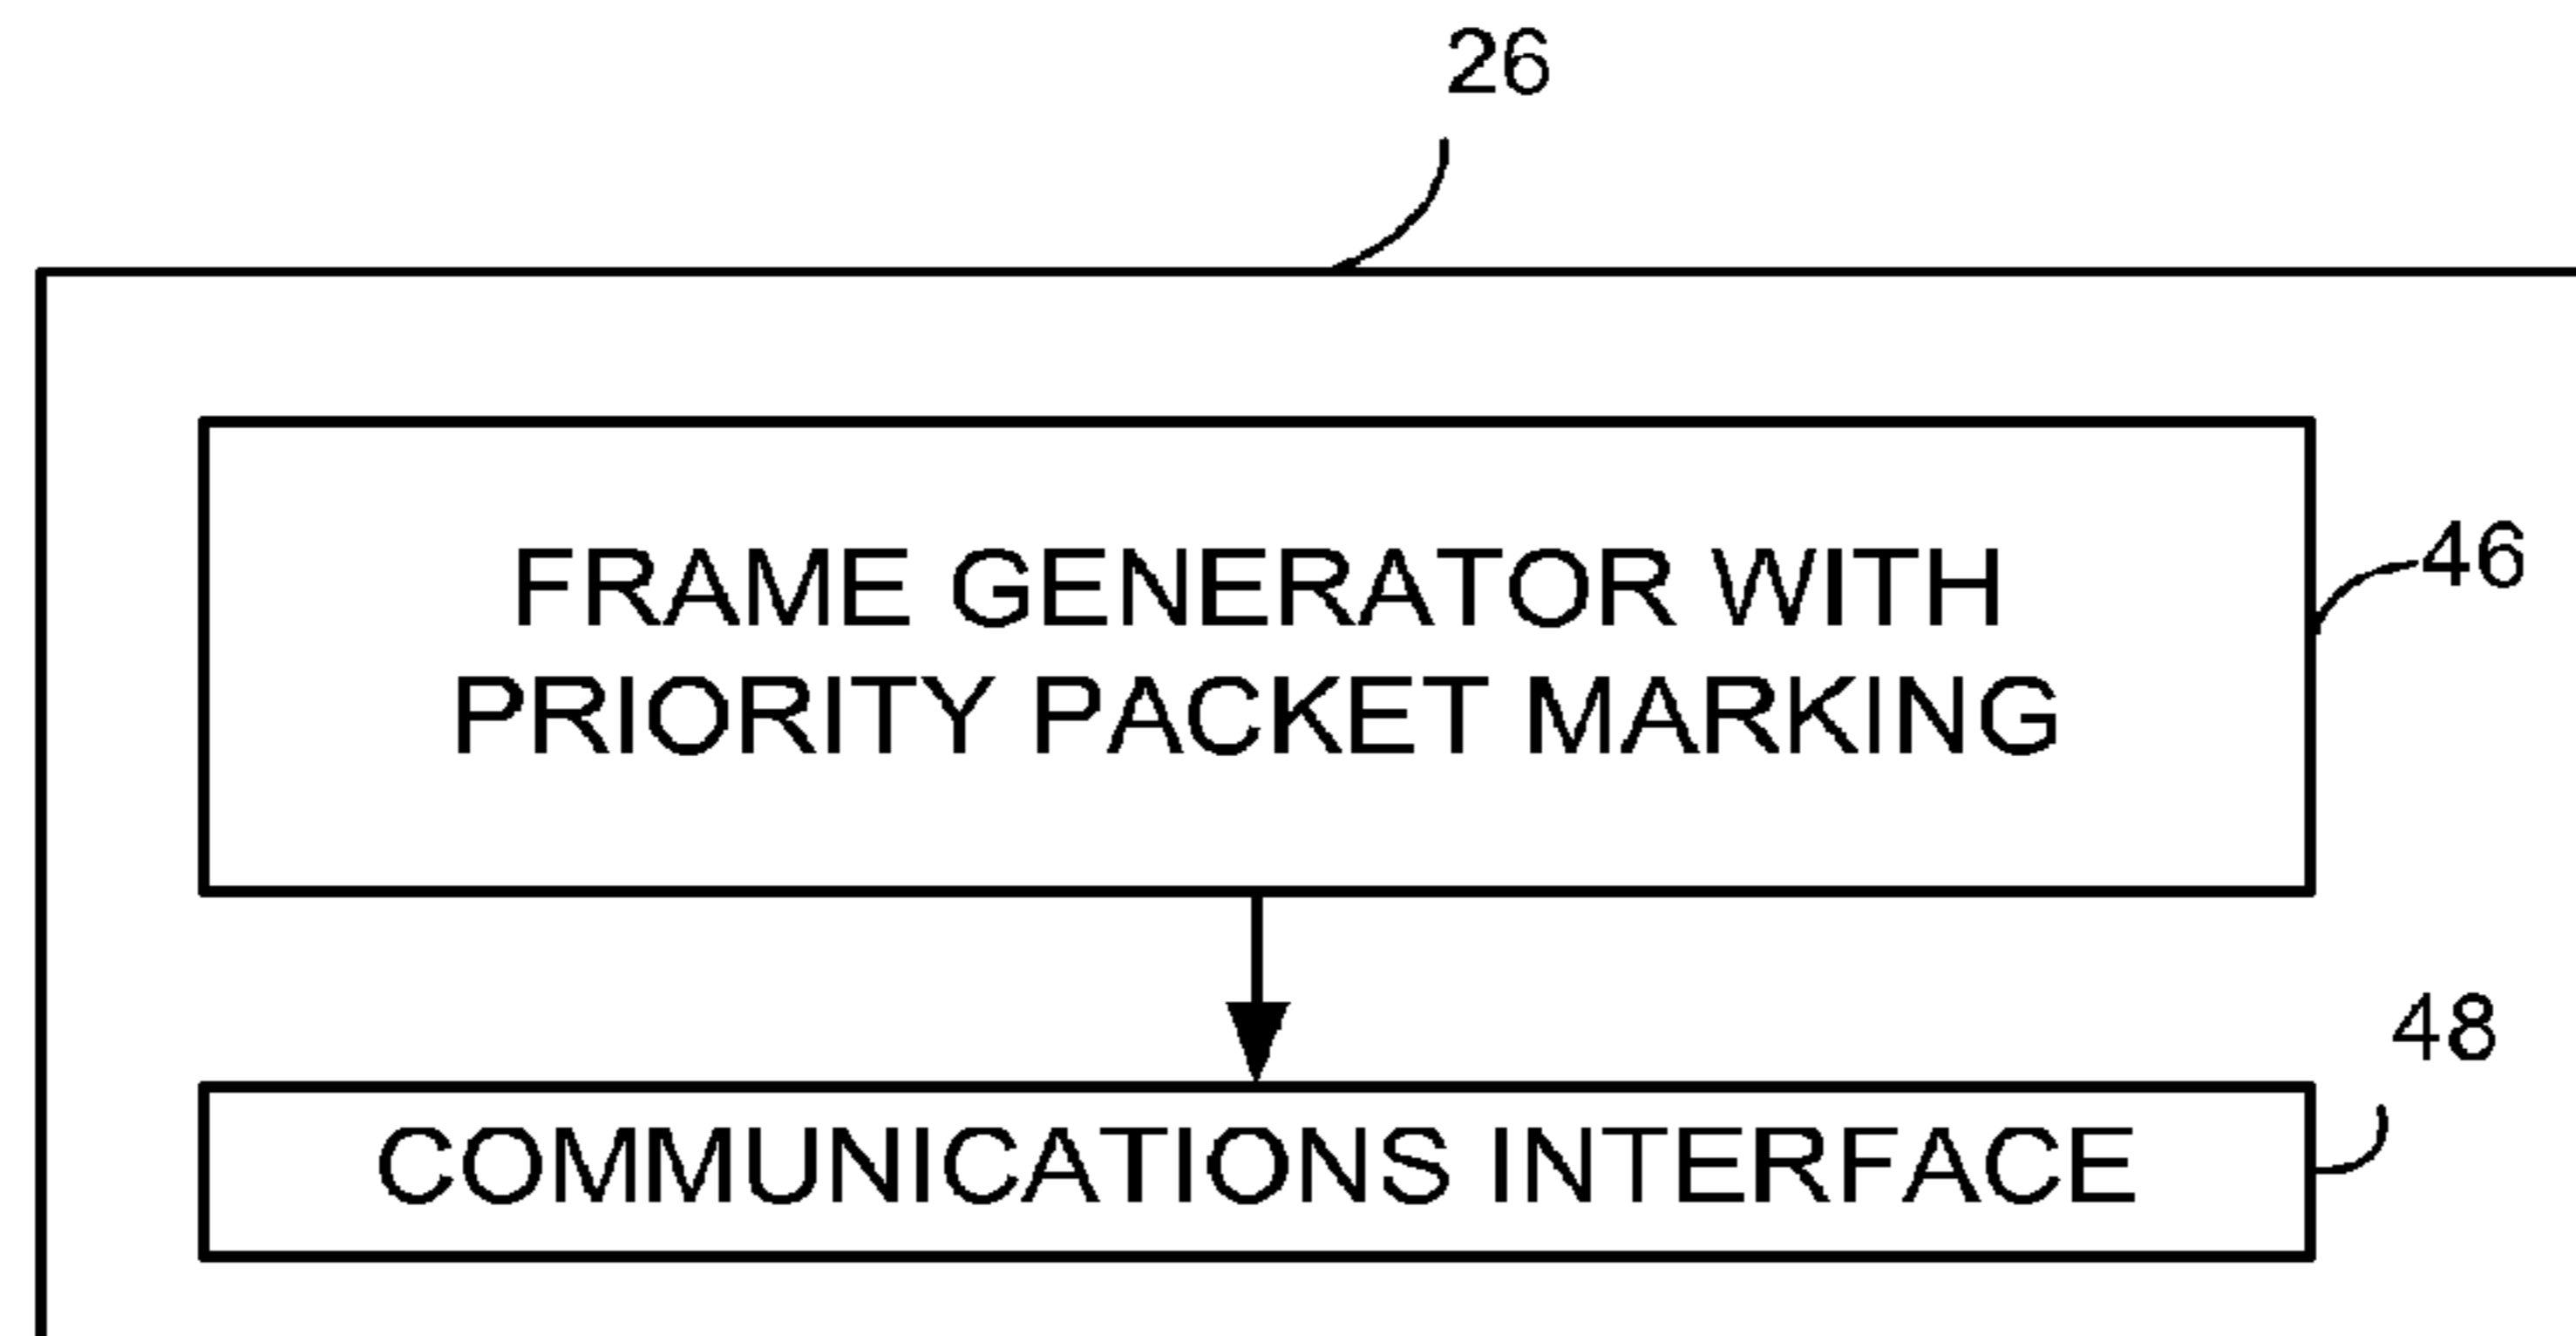 26
FRAME GENERATOR WITH
PRIORITY PACKET MARKING
46
48
COMMUNICATIONS INTERFACE